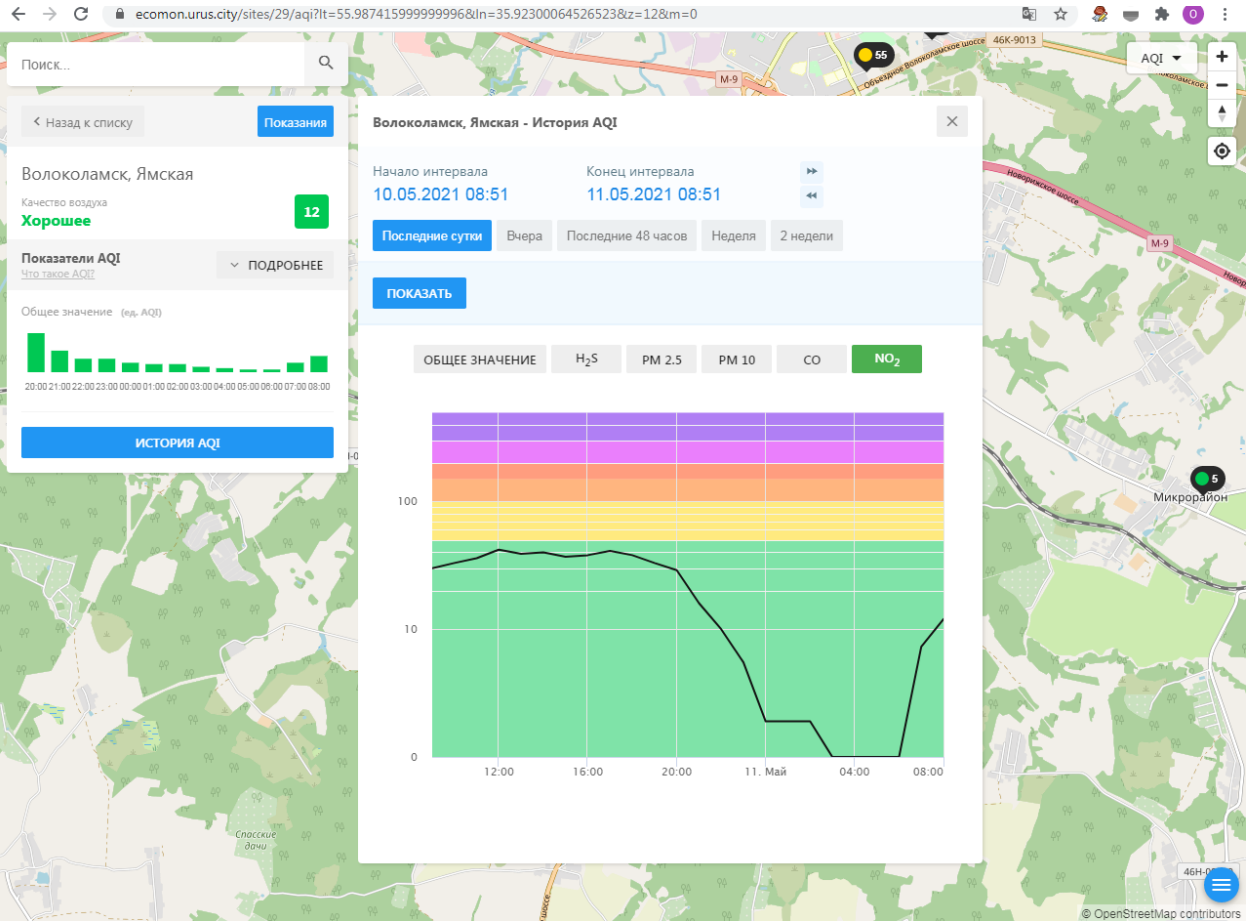 ecomon.urus.city/sites/29/aqi?lt=55.987415999999996&ln=35.92300064526523&z=12&m=0
O
Поиск...
55
Объездное Волоколамское шоссе
46К-9013
М-9
AQI
Назад к списку
Показания
Волоколамск, Ямская - История AQI
Волоколамск, Ямская
Качество воздуха
Хорошее
12
Начало интервала
Конец интервала
10.05.2021 08:51
11.05.2021 08:51
Последние сутки
Вчера
Последние 48 часов
Неделя
2 недели
Показатели AQI
Что такое AQI?
ПОДРОБНЕЕ
ПОКАЗАТЬ
Общее значение (ед. AQI)
20:00 21:00 22:00 23:00 00:00 01:00 02:00 03:00 04:00 05:00 06:00 07:00 08:00
ИСТОРИЯ AQI
ОБЩЕЕ ЗНАЧЕНИЕ
H2S
PM 2.5
PM 10
CO
NO2
100
10
0
12:00
16:00
20:00
11. Май
04:00
08:00
Новорижское шоссе
М-9
5
Микрорайон
Спасские
дачи
шоссе
© OpenStreetMap contributors